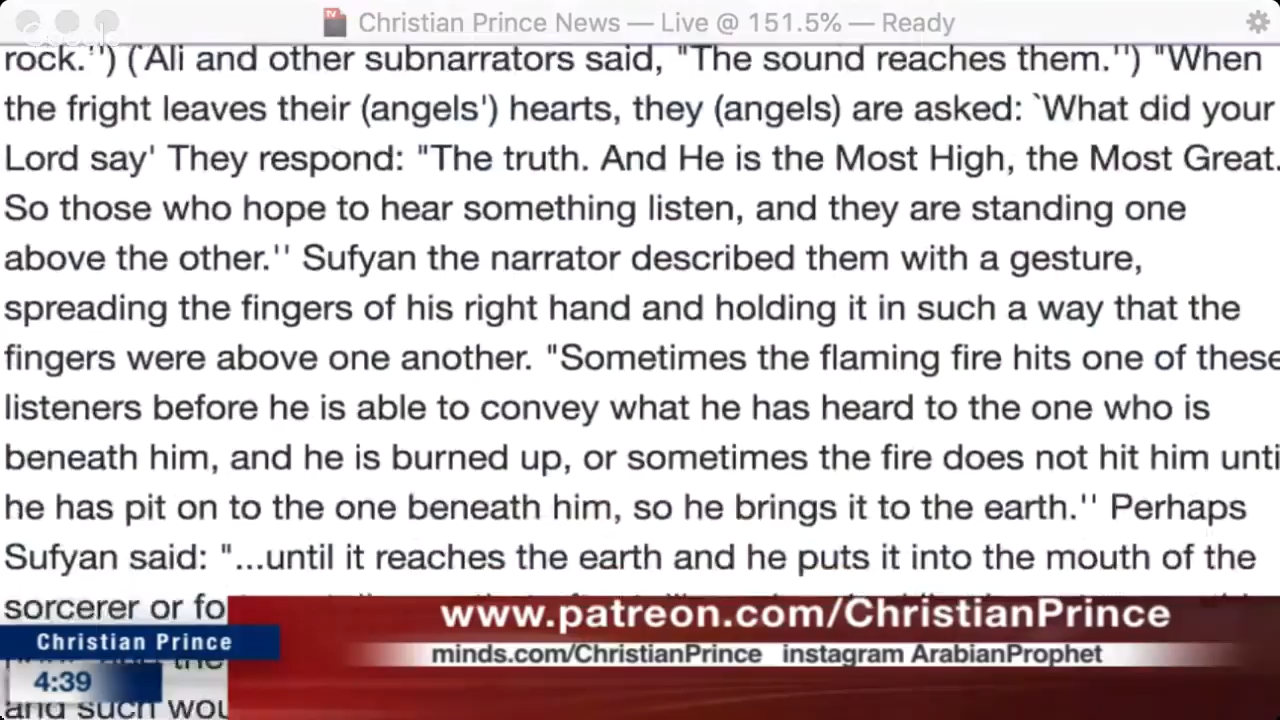 Christian Prince News — Live @ 151.5% — Ready
rock.'') (`Ali and other subnarrators said, "The sound reaches them.'') "When
the fright leaves their (angels') hearts, they (angels) are asked: `What did your
Lord say' They respond: "The truth. And He is the Most High, the Most Great.
So those who hope to hear something listen, and they are standing one
above the other.'' Sufyan the narrator described them with a gesture,
spreading the fingers of his right hand and holding it in such a way that the
fingers were above one another. "Sometimes the flaming fire hits one of these
listeners before he is able to convey what he has heard to the one who is
beneath him, and he is burned up, or sometimes the fire does not hit him unti
he has pit on to the one beneath him, so he brings it to the earth.'' Perhaps
Sufyan said: "...until it reaches the earth and he puts it into the mouth of the
sorcerer or fo
www.patreon.com/ChristianPrince
Christian Prince
minds.com/ChristianPrince instagram ArabianProphet
4:39
and such wou